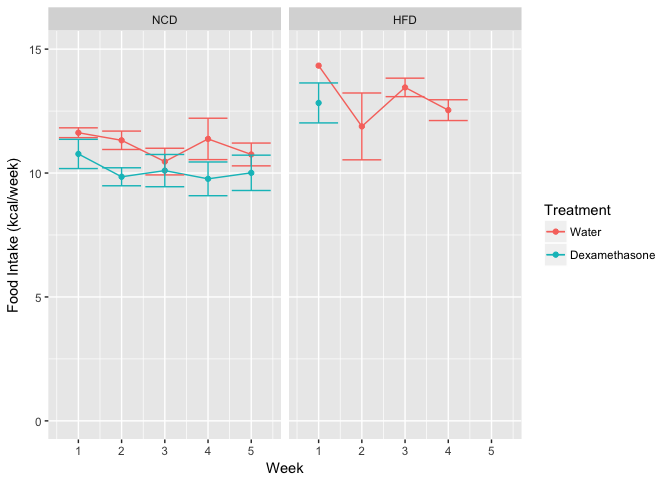 NCD HFD
15
10
5
0
Food Intake (kcal/week)
1 2 3 4 5 1 2 3 4 5
Week
Treatment
Water
Dexamethasone